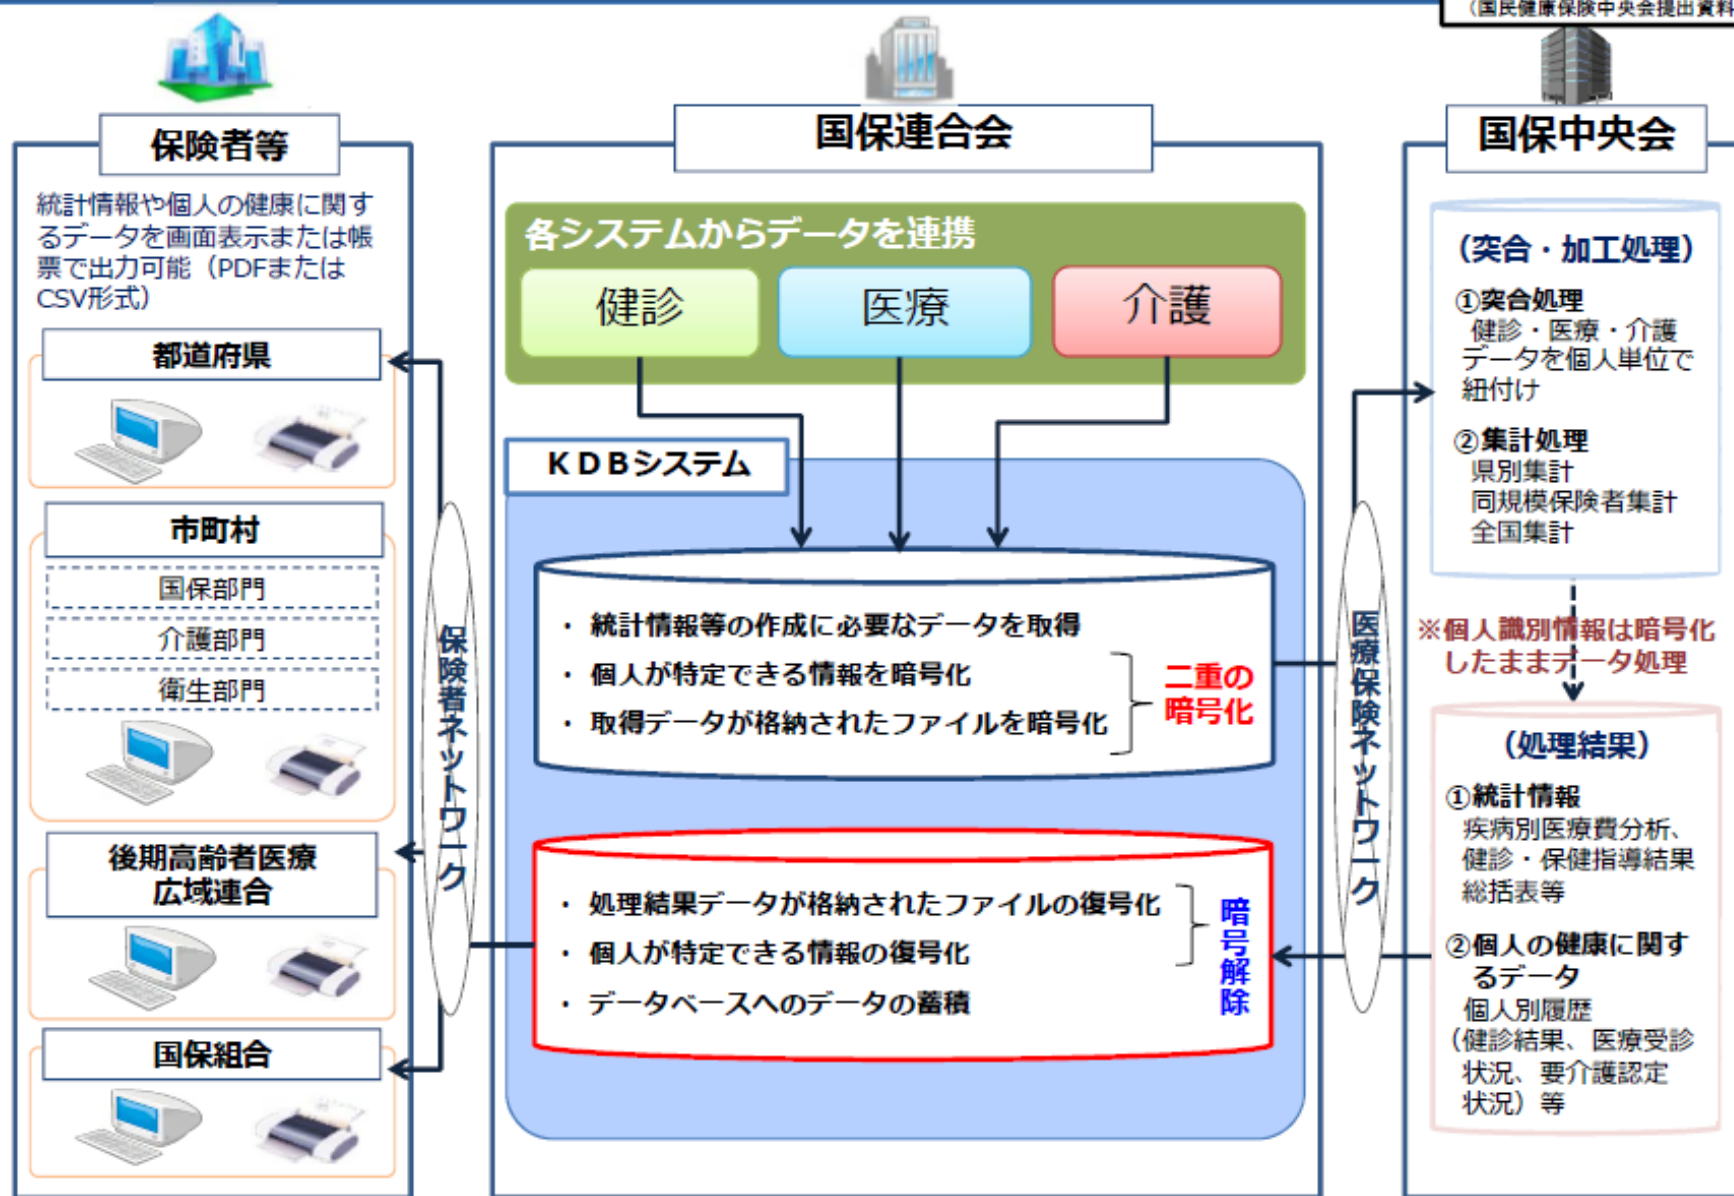 （国民健康保険中央会提出資料
保険者等
統計情報や個人の健康に関す
るデータを画面表示または帳
票で出力可能（PDFまたは
CSV形式）
都道府県
市町村
国保部門
介護部門
衛生部門
後期高齢者医療
広域連合
国保組合
保険者ネットワーク
国保連合会
各システムからデータを連携
健診
医療
介護
ＫＤＢシステム
・ 統計情報等の作成に必要なデータを取得
・ 個人が特定できる情報を暗号化
・ 取得データが格納されたファイルを暗号化
二重の
暗号化
・ 処理結果データが格納されたファイルの復号化
・ 個人が特定できる情報の復号化
・ データベースへのデータの蓄積
暗号解除
医療保険ネットワーク
国保中央会
（突合・加工処理）
①突合処理
健診・医療・介護
データを個人単位で
紐付け
②集計処理
県別集計
同規模保険者集計
全国集計
※個人識別情報は暗号化
したままデータ処理
（処理結果）
①統計情報
疾病別医療費分析、
健診・保健指導結果
総括表等
②個人の健康に関す
るデータ
個人別履歴
（健診結果、医療受診
状況、要介護認定
状況）等